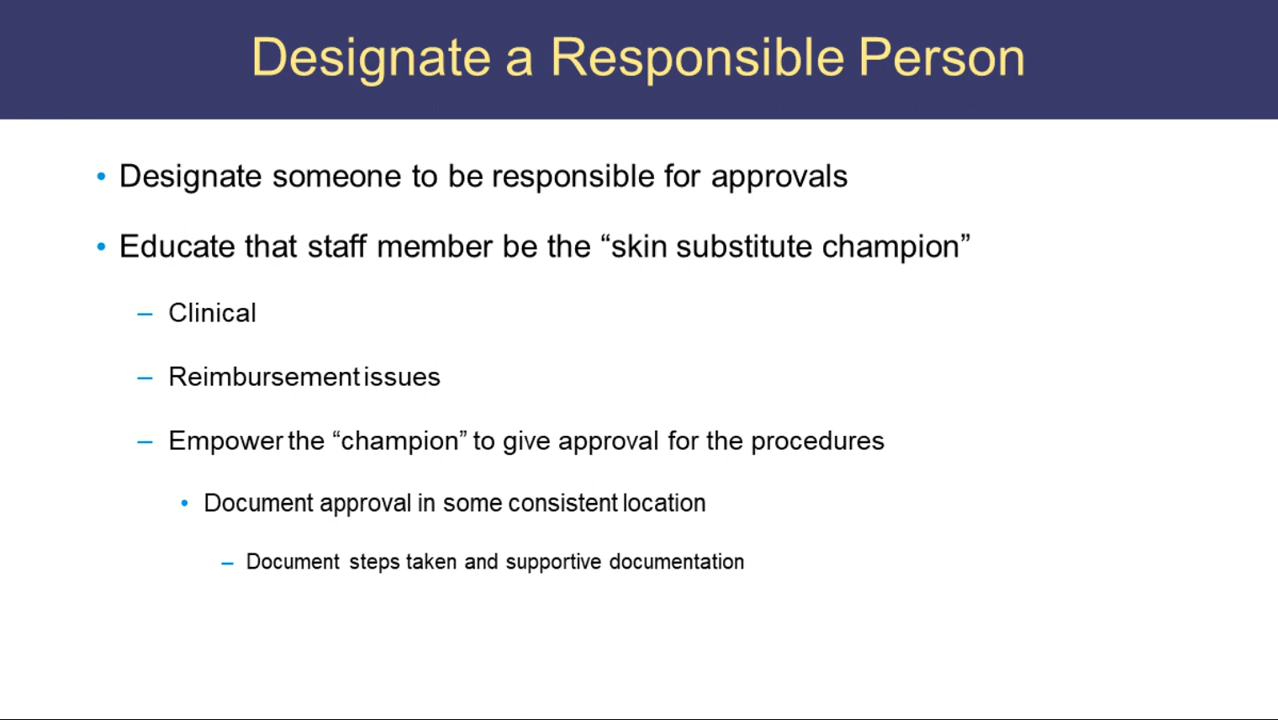 Designate a Responsible Person
• Designate someone to be responsible for approvals
• Educate that staff member be the “skin substitute champion”
– Clinical
– Reimbursement issues
– Empower the “champion” to give approval for the procedures
• Document approval in some consistent location
– Document steps taken and supportive documentation